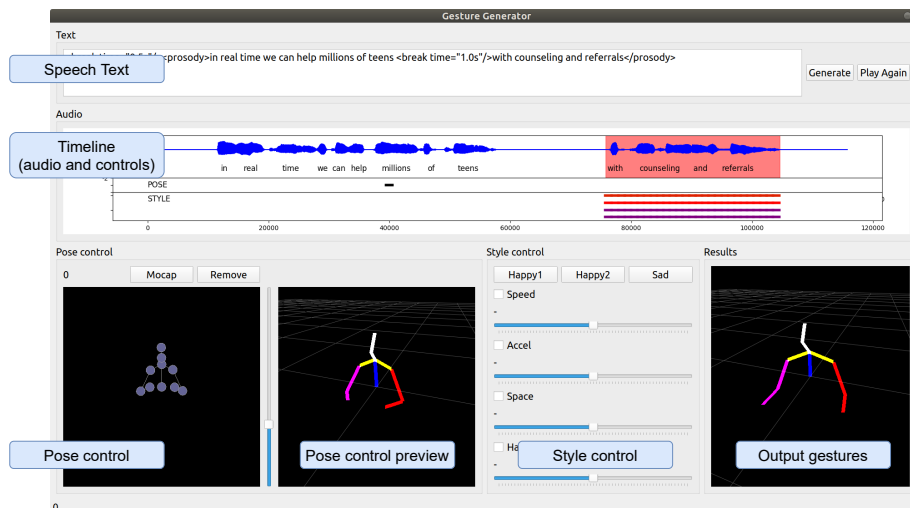 Gesture Generator
Text
<prosody>in real time we can help millions of teens <break time="1.0s"/>with counseling and referrals</prosody>
Speech Text
Generate Play Again
Audio
Timeline
(audio and controls)
in real time we can help millions of teens with counseling and referrals
POSE
STYLE
0 20000 40000 60000 80000 100000 120000
Pose control Style control Results
0 Mocap Remove Happy1 Happy2 Sad
Speed
-
Accel
-
Space
-
Pose control Pose control preview Style control Output gestures
-
0